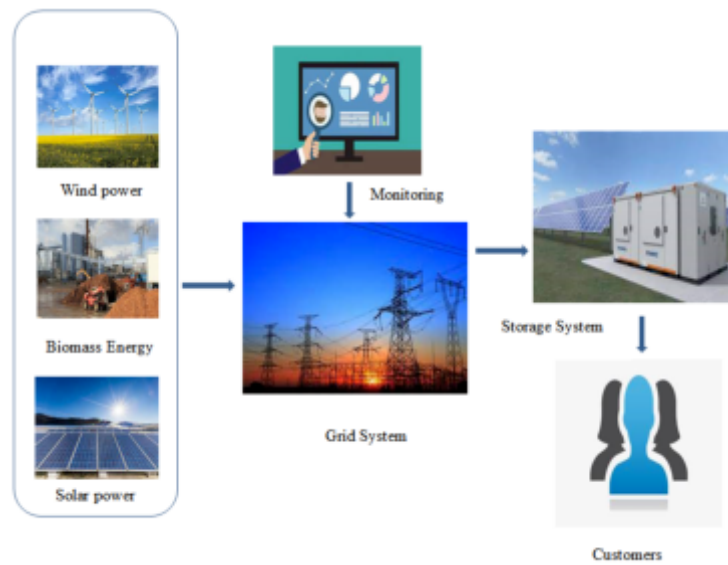 Wind power
Biomass Energy
Solar power
Monitoring
Grid System
Storage System
Customers